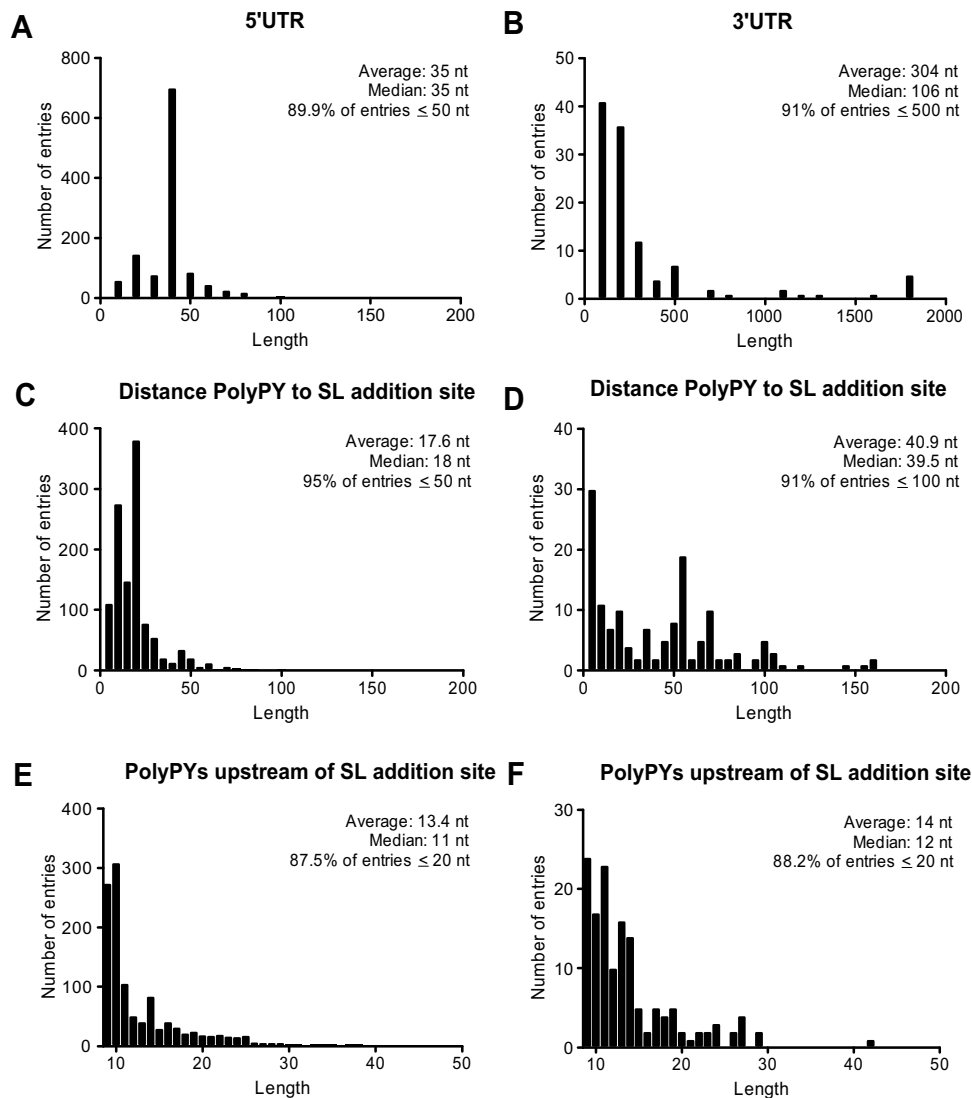 A
5'UTR
Average: 35 nt
Median: 35 nt
89.9% of entries ≤ 50 nt
Number of entries
800
600
400
200
0
0 50 100 150 200
Length
B
3'UTR
Average: 304 nt
Median: 106 nt
91% of entries ≤ 500 nt
Number of entries
50
40
30
20
10
0
0 500 1000 1500 2000
Length
C
Distance PolyPY to SL addition site
Average: 17.6 nt
Median: 18 nt
95% of entries ≤ 50 nt
Number of entries
400
300
200
100
0
0 50 100 150 200
Length
D
Distance PolyPY to SL addition site
Average: 40.9 nt
Median: 39.5 nt
91% of entries ≤ 100 nt
Number of entries
40
30
20
10
0
0 50 100 150 200
Length
E
PolyPYs upstream of SL addition site
Average: 13.4 nt
Median: 11 nt
87.5% of entries ≤ 20 nt
Number of entries
400
300
200
100
0
10 20 30 40 50
Length
F
PolyPYs upstream of SL addition site
Average: 14 nt
Median: 12 nt
88.2% of entries ≤ 20 nt
Number of entries
30
20
10
0
10 20 30 40 50
Length